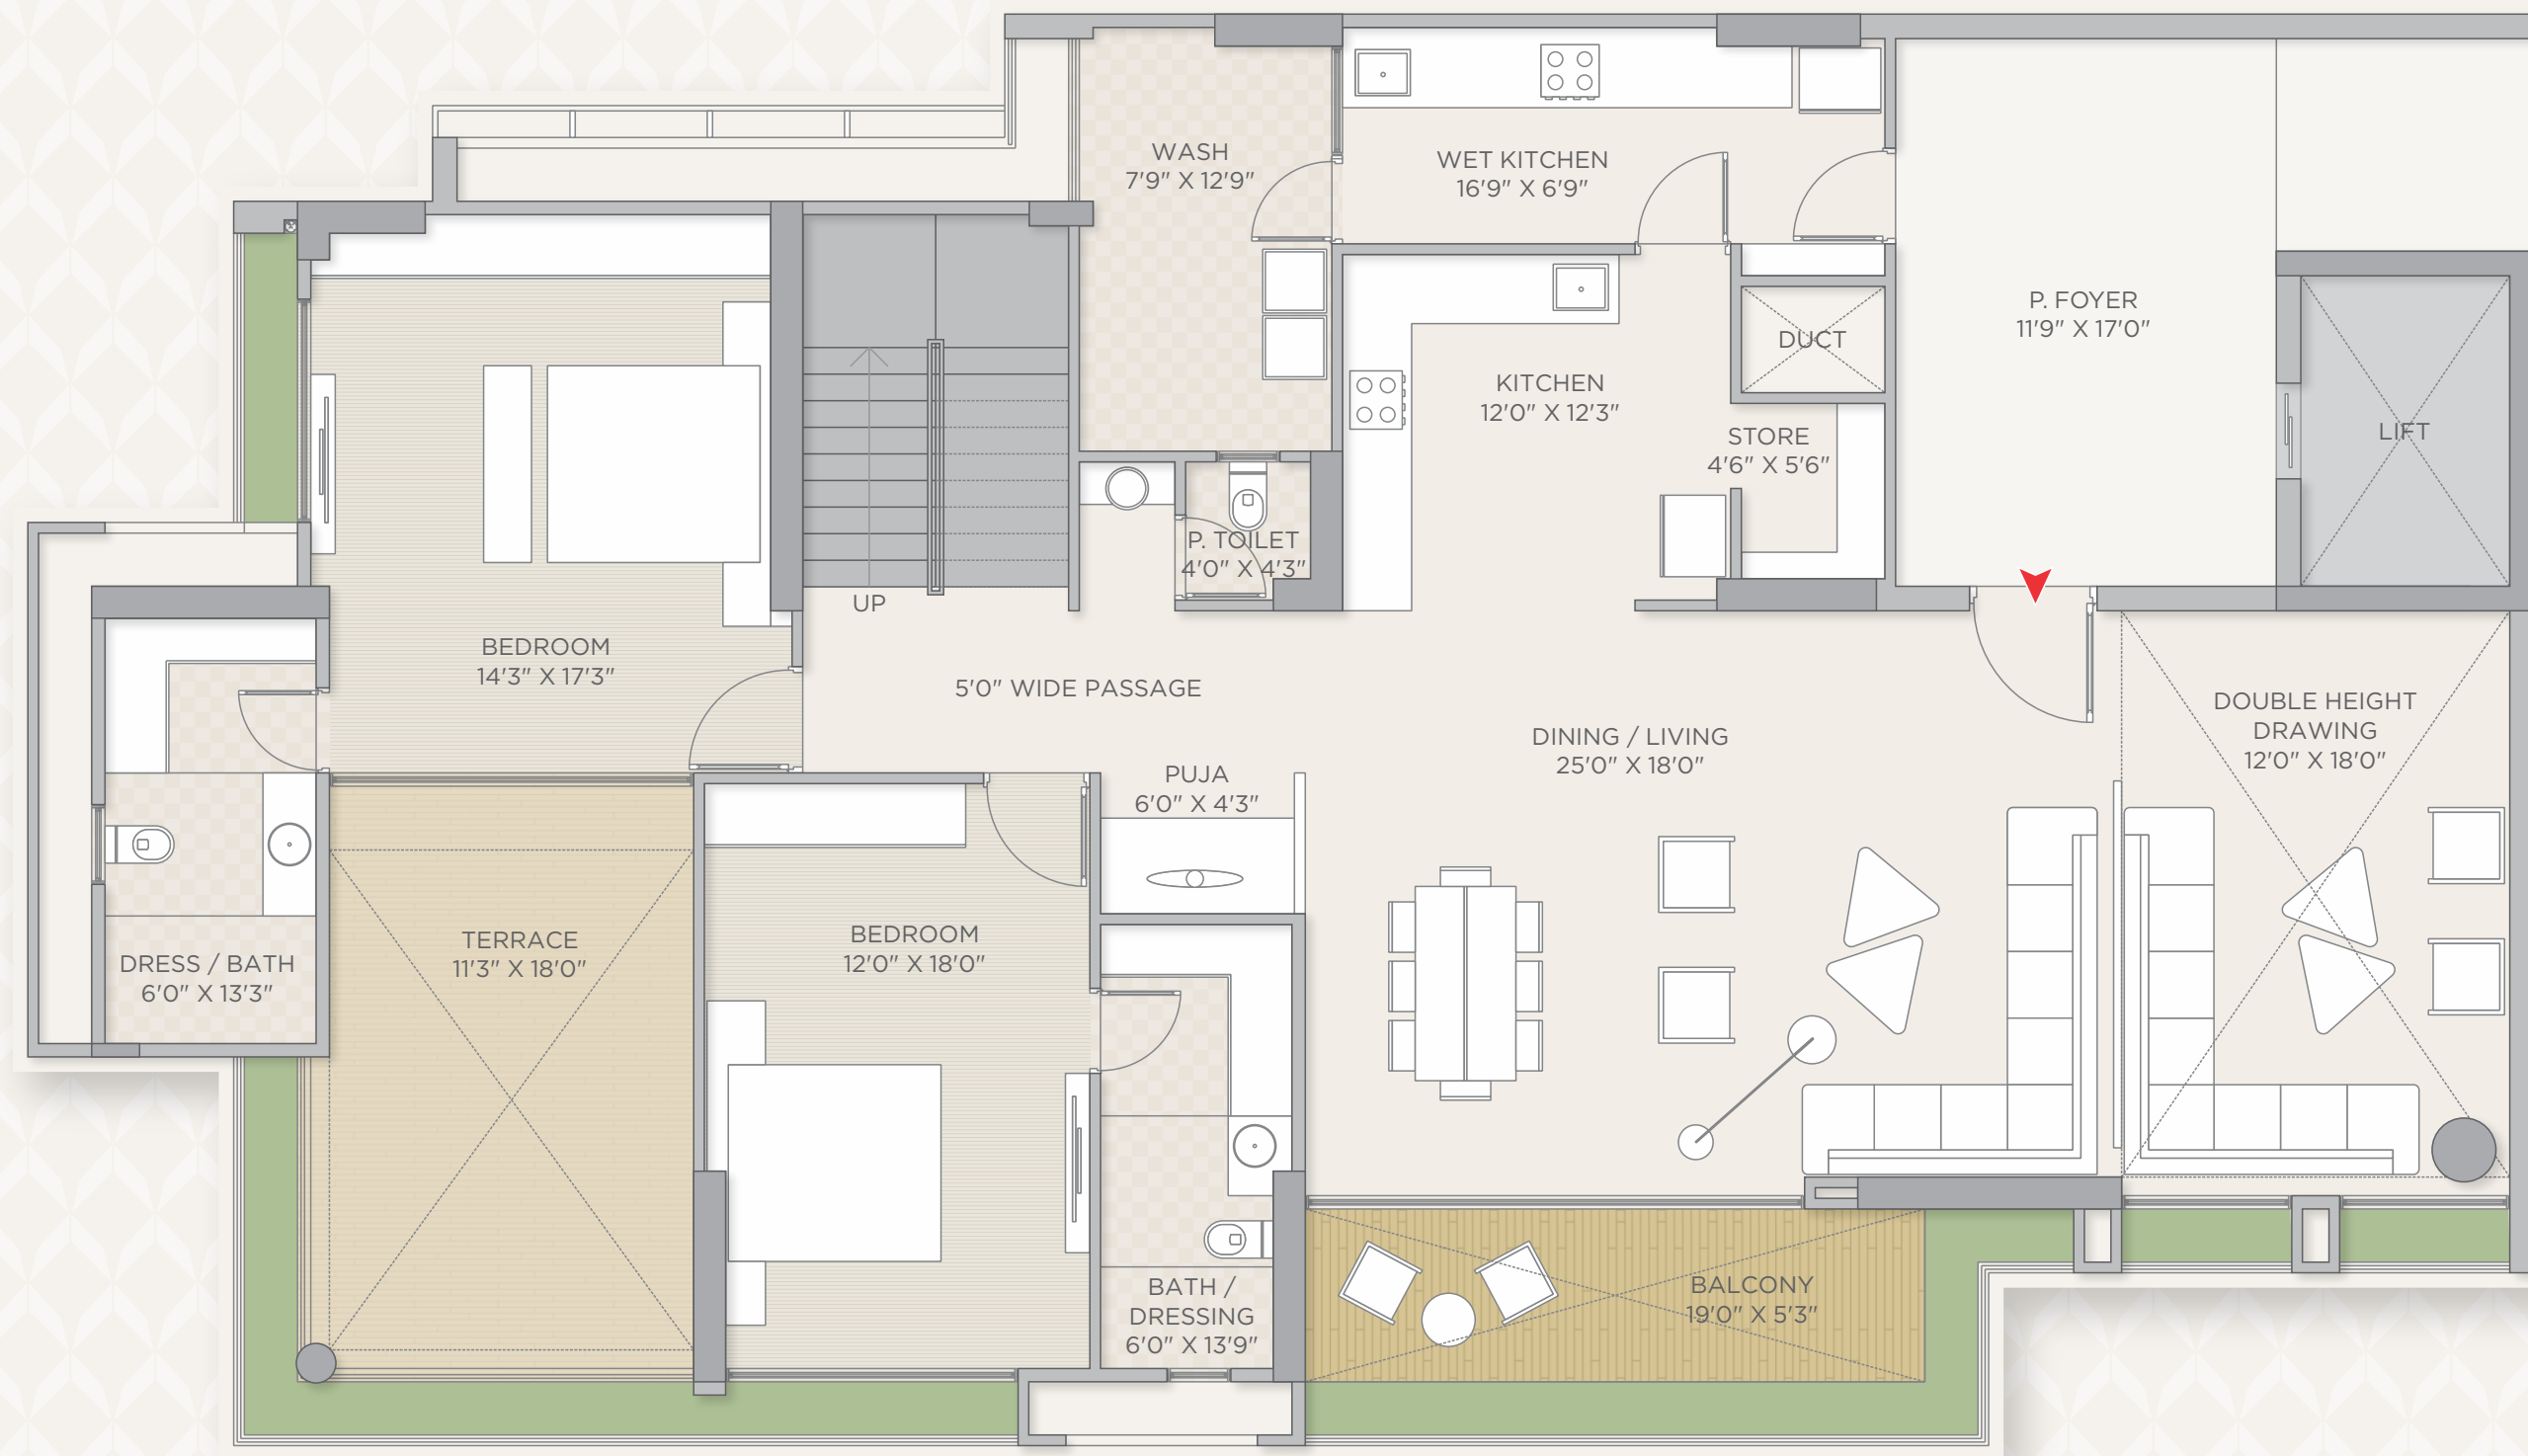 WASH
7'9" X 12'9"
WET KITCHEN
16'9" X 6'9"
P. FOYER
11'9" X 17'0"
DUCT
KITCHEN
12'0" X 12'3"
STORE
4'6" X 5'6"
LIFT
P. TOILET
4'0" X 4'3"
UP
BEDROOM
14'3" X 17'3"
5'0" WIDE PASSAGE
DOUBLE HEIGHT
DRAWING
12'0" X 18'0"
DINING / LIVING
25'0" X 18'0"
PUJA
6'0" X 4'3"
TERRACE
11'3" X 18'0"
BEDROOM
12'0" X 18'0"
DRESS / BATH
6'0" X 13'3"
BATH /
DRESSING
6'0" X 13'9"
BALCONY
19'0" X 5'3"